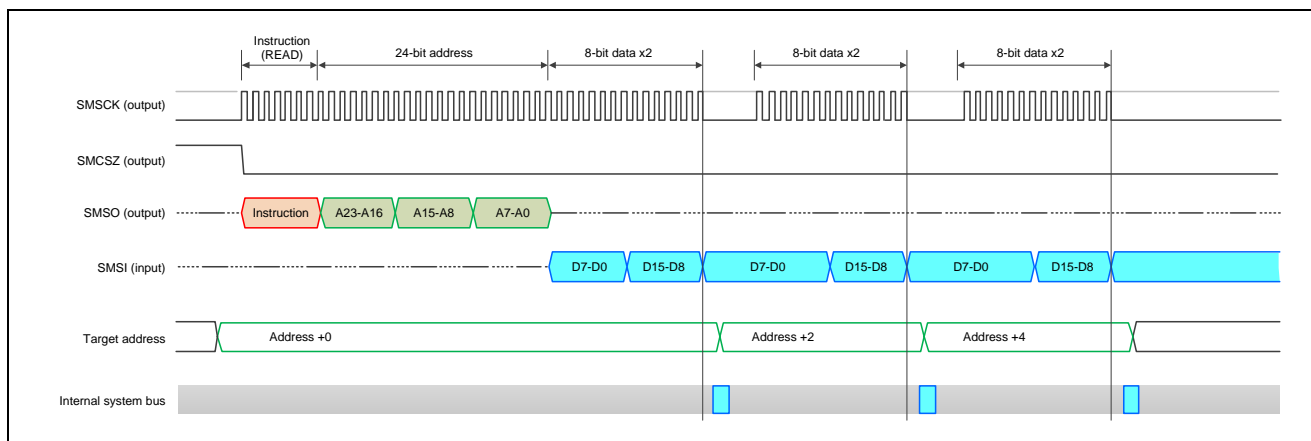 Instruction
(READ)
24-bit address
8-bit data x2
8-bit data x2
8-bit data x2
SMSCK (output)
SMCSZ (output)
SMSO (output)
Instruction
A23-A16
A15-A8
A7-A0
SMSI (input)
D7-D0
D15-D8
D7-D0
D15-D8
D7-D0
D15-D8
Target address
Address +0
Address +2
Address +4
Internal system bus